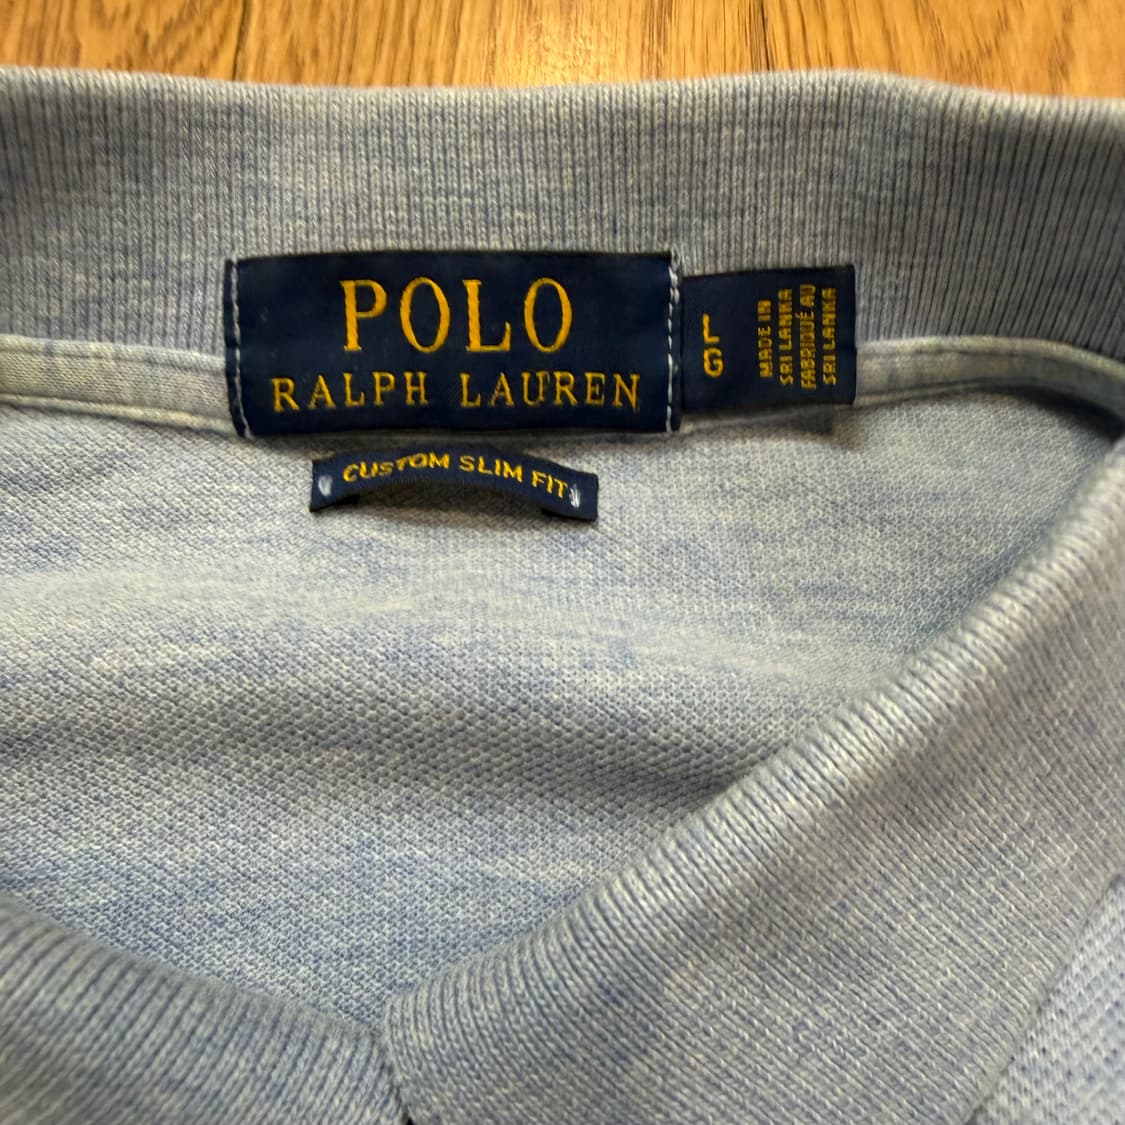 POLO
RALPH LAUREN
L
G
MADE IN
SRI LANKA
FABRIQUÉ AU
SRI LANKA
CUSTOM SLIM FIT